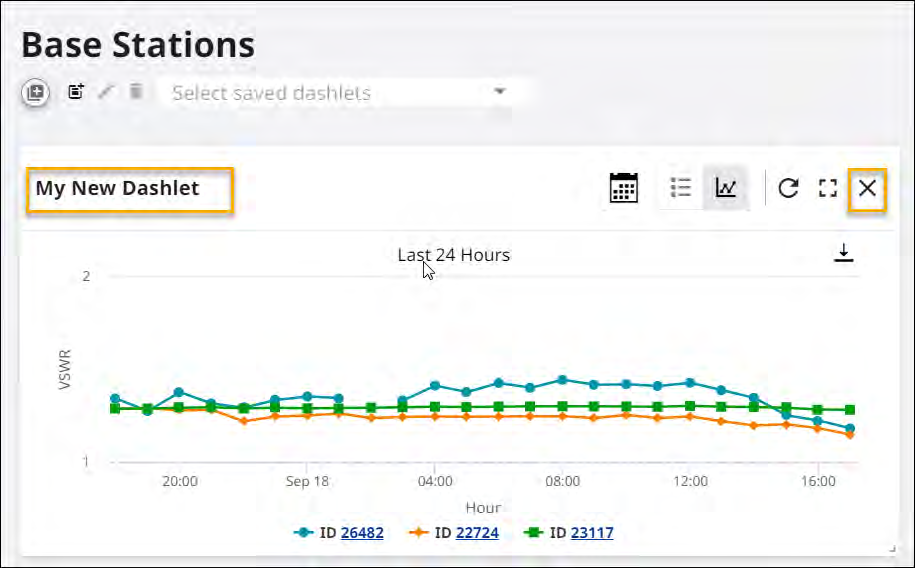 Base Stations
Select saved dashlets
My New Dashlet
Last 24 Hours
2
VSWR
1
20:00 Sep 18 04:00 08:00 12:00 16:00
Hour
ID 26482 ID 22724 ID 23117